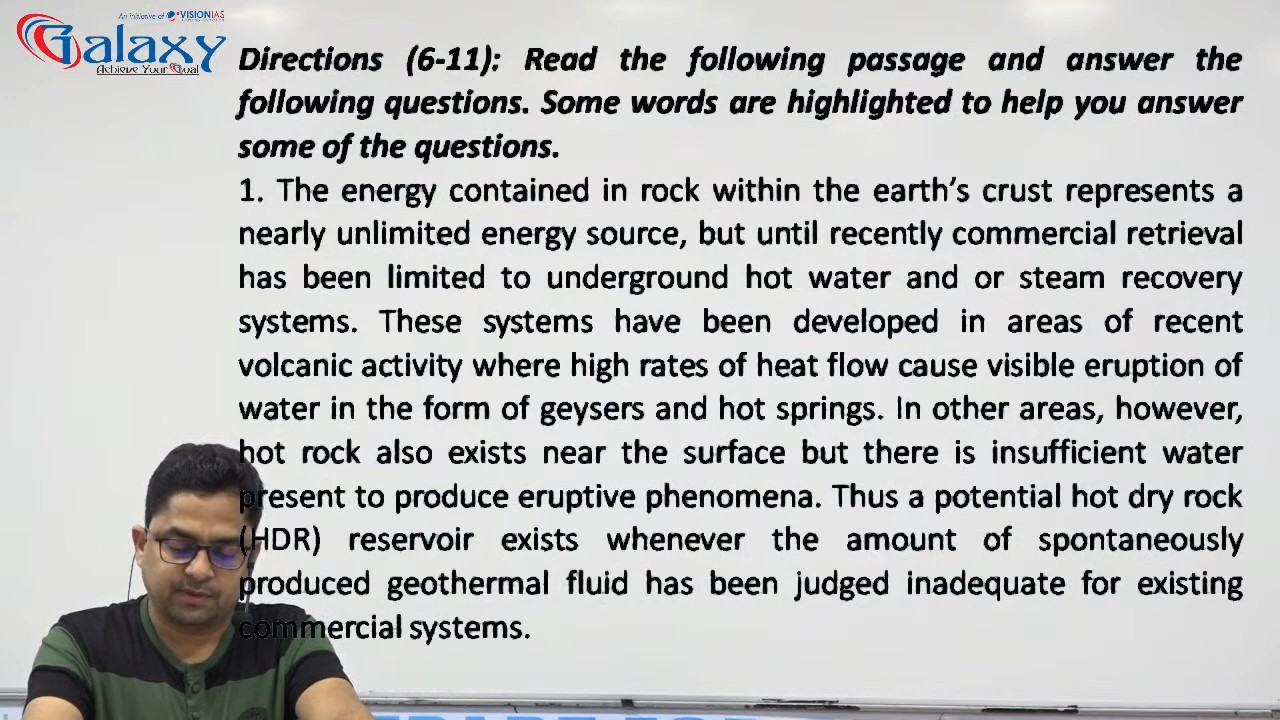 An initiative of VISIONIAS
Galaxy
Achieve Your Goal
Directions (6-11): Read the following passage and answer the
following questions. Some words are highlighted to help you answer
some of the questions.
1. The energy contained in rock within the earth's crust represents a
nearly unlimited energy source, but until recently commercial retrieval
has been limited to underground hot water and or steam recovery
systems. These systems have been developed in areas of recent
volcanic activity where high rates of heat flow cause visible eruption of
water in the form of geysers and hot springs. In other areas, however,
hot rock also exists near the surface but there is insufficient water
present to produce eruptive phenomena. Thus a potential hot dry rock
(HDR) reservoir exists whenever the amount of spontaneously
produced geothermal fluid has been judged inadequate for existing
commercial systems.